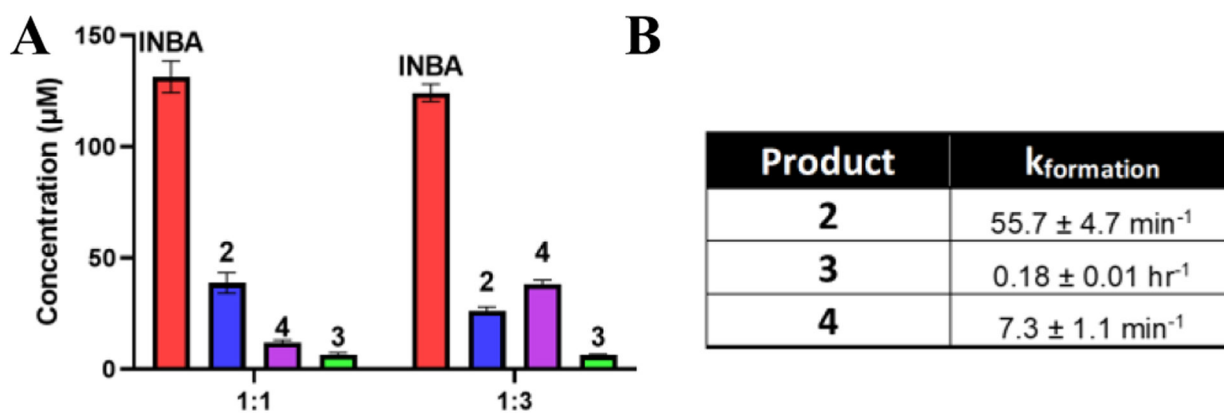 A
B
Concentration (µM)
150
100
50
0
INBA
2
4
3
INBA
2
4
3
1:1
1:3
Product k_formation
2 55.7 ± 4.7 min⁻¹
3 0.18 ± 0.01 hr⁻¹
4 7.3 ± 1.1 min⁻¹